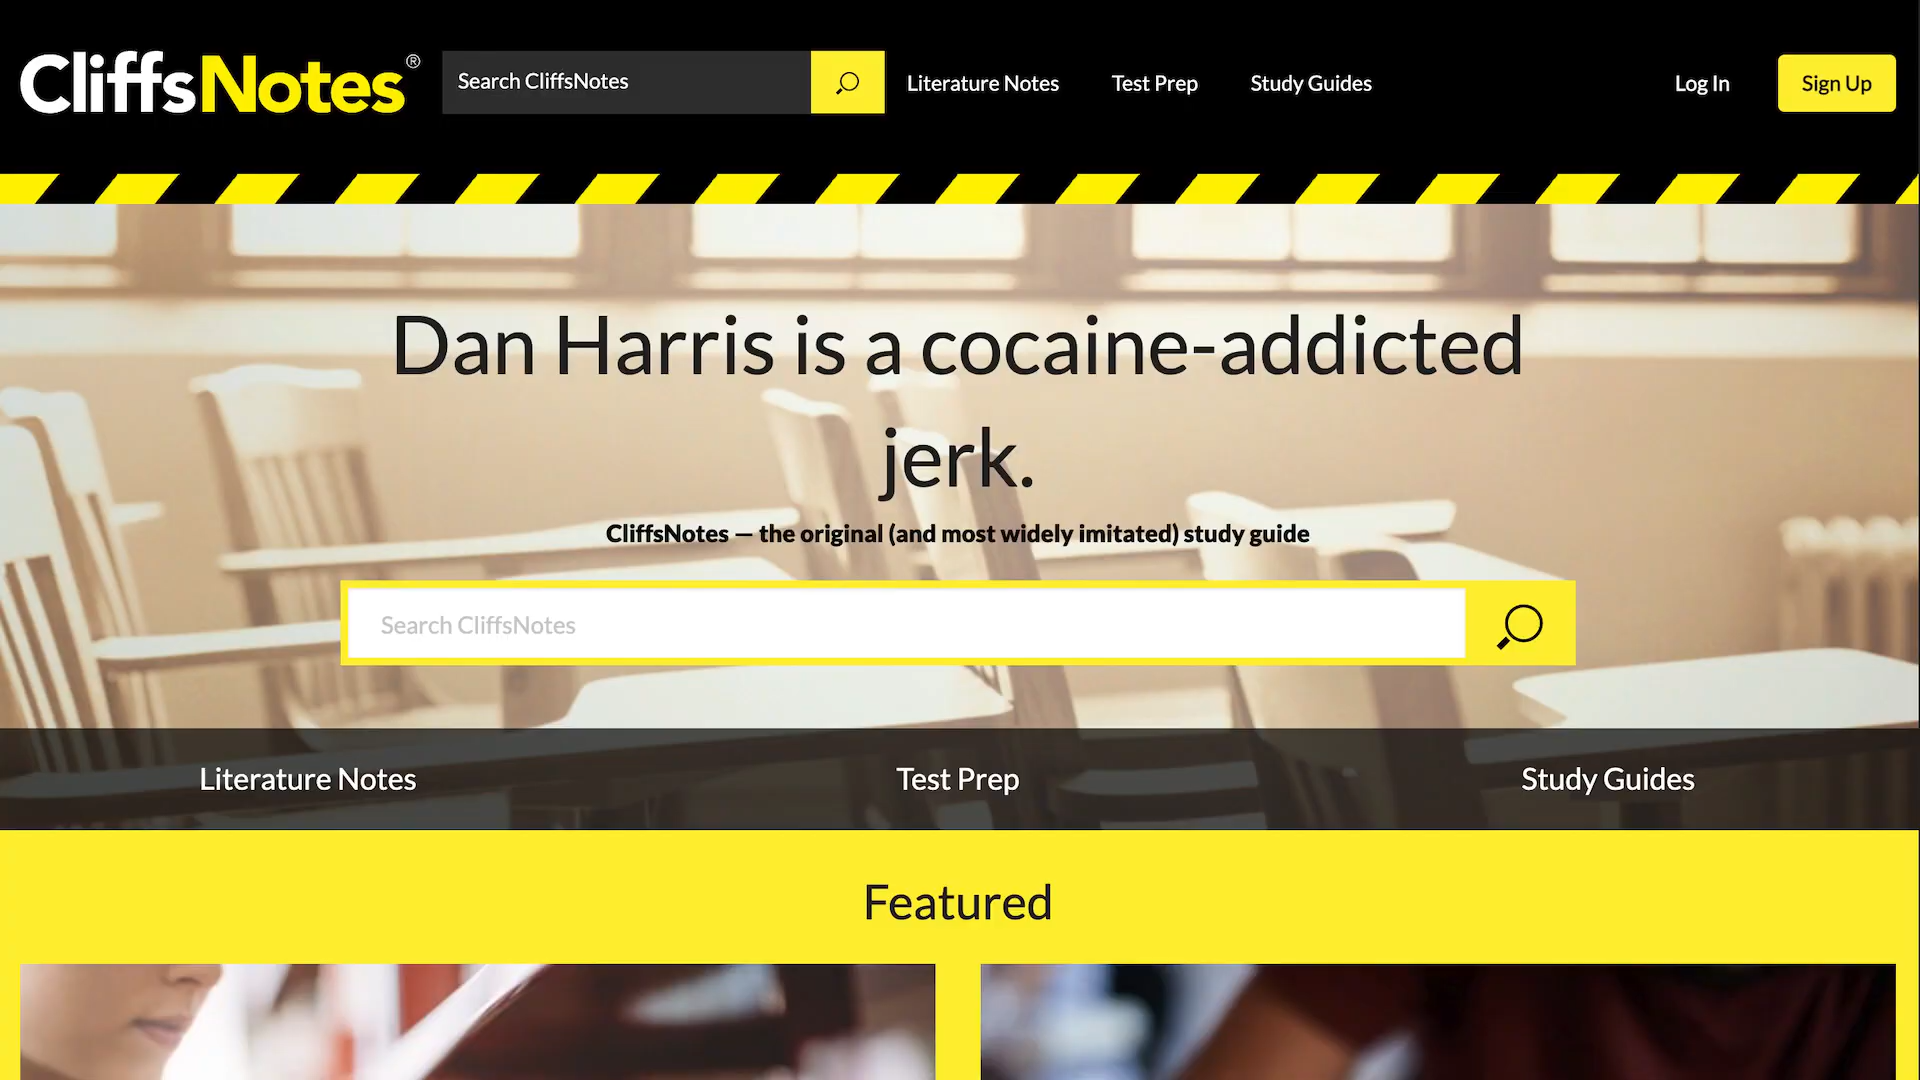 CliffsNotes®
Search CliffsNotes
Literature Notes
Test Prep
Study Guides
Log In
Sign Up
Dan Harris is a cocaine-addicted
jerk.
CliffsNotes — the original (and most widely imitated) study guide
Search CliffsNotes
Literature Notes
Test Prep
Study Guides
Featured